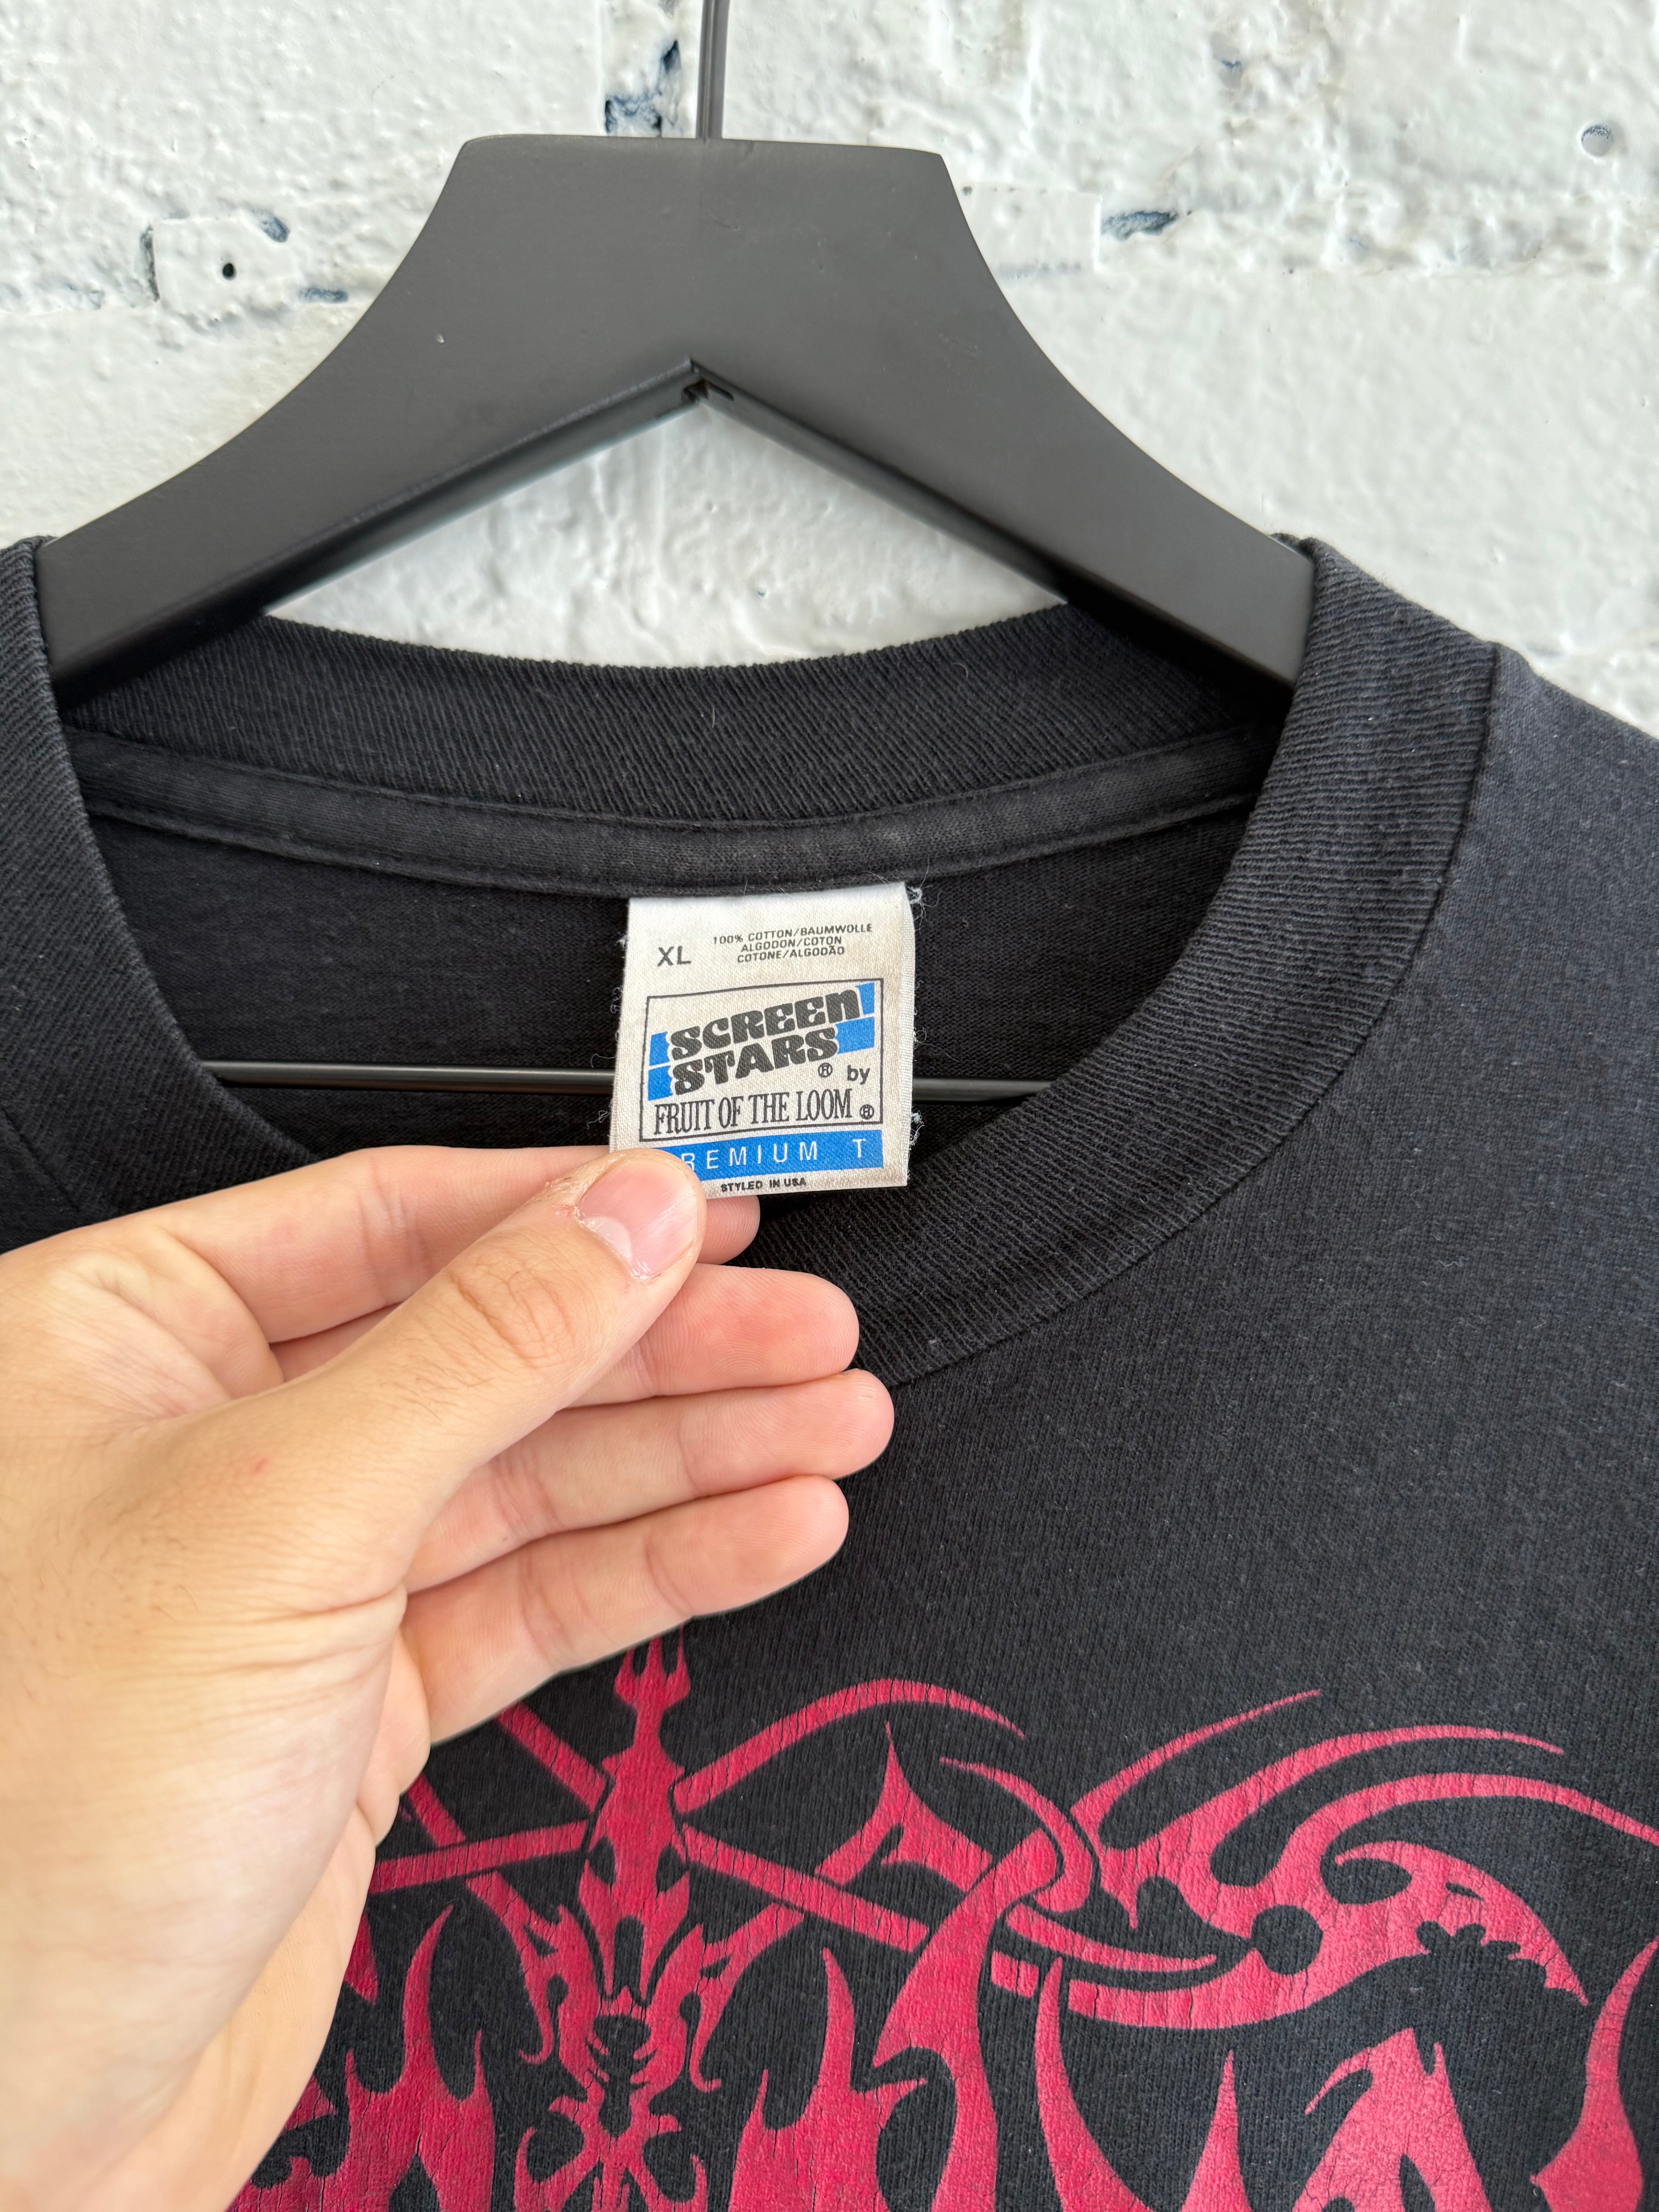 XL
100% COTTON/BAUMWOLLE
ALGODON/COTON
COTONE/ALGODÃO
SCREEN
STARS
® by
FRUIT OF THE LOOM ®
REMIUM T
STYLED IN USA